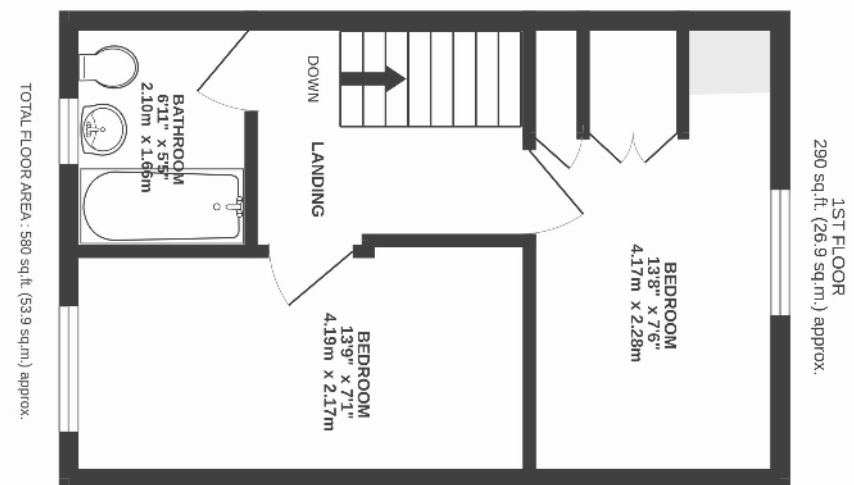 1ST FLOOR
290 sq.ft. (26.9 sq.m.) approx.
BEDROOM
13'8" x 7'6"
4.17m x 2.28m
DOWN
LANDING
BEDROOM
13'9" x 7'1"
4.19m x 2.17m
BATHROOM
6'11" x 5'5"
2.10m x 1.66m
TOTAL FLOOR AREA : 580 sq.ft. (53.9 sq.m.) approx.